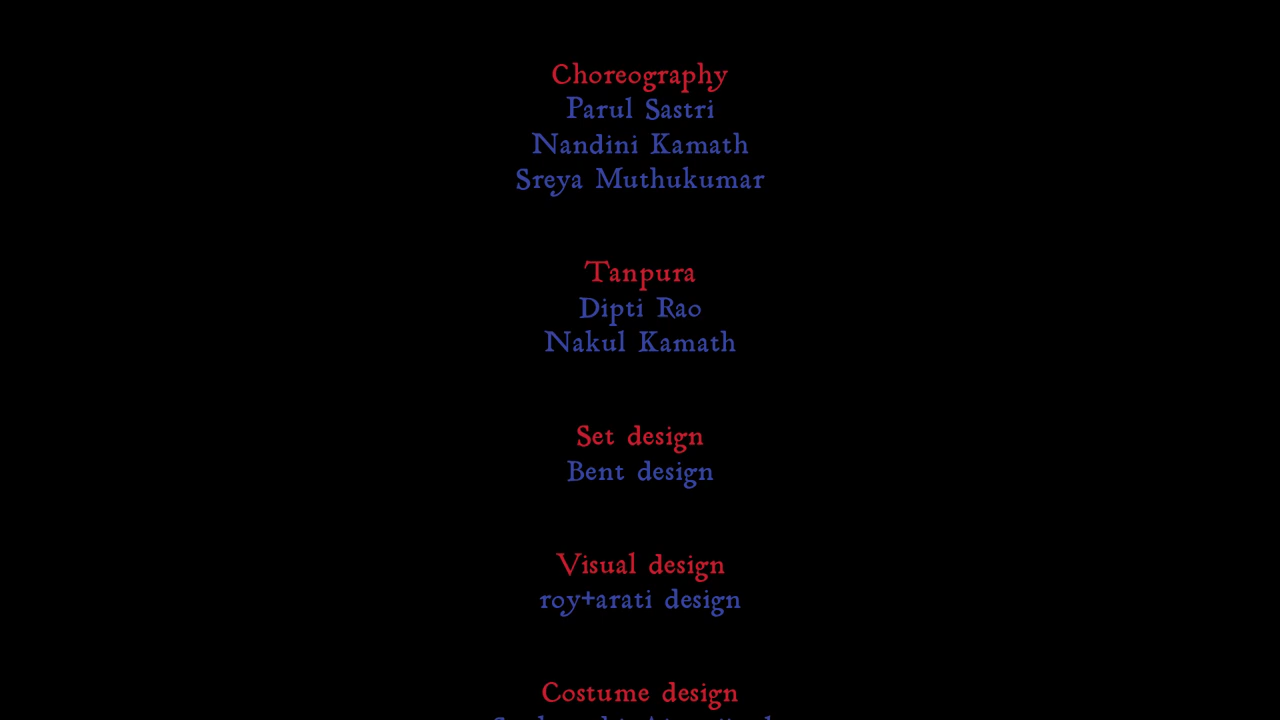 Choreography
Parul Sastri
Nandini Kamath
Sreya Muthukumar
Tanpura
Dipti Rao
Nakul Kamath
Set design
Bent design
Visual design
roy+arati design
Costume design